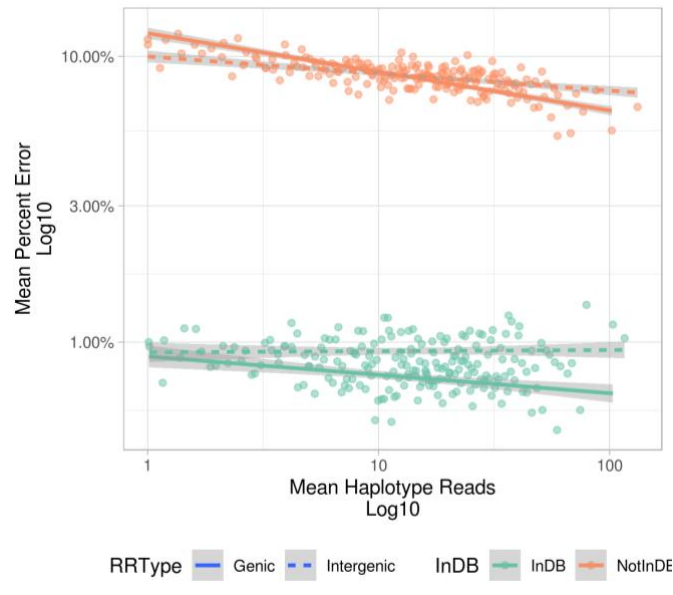 10.00%
3.00%
1.00%
Mean Percent Error
Log10
1
10
100
Mean Haplotype Reads
Log10
RRType Genic Intergenic InDB InDB NotInDE